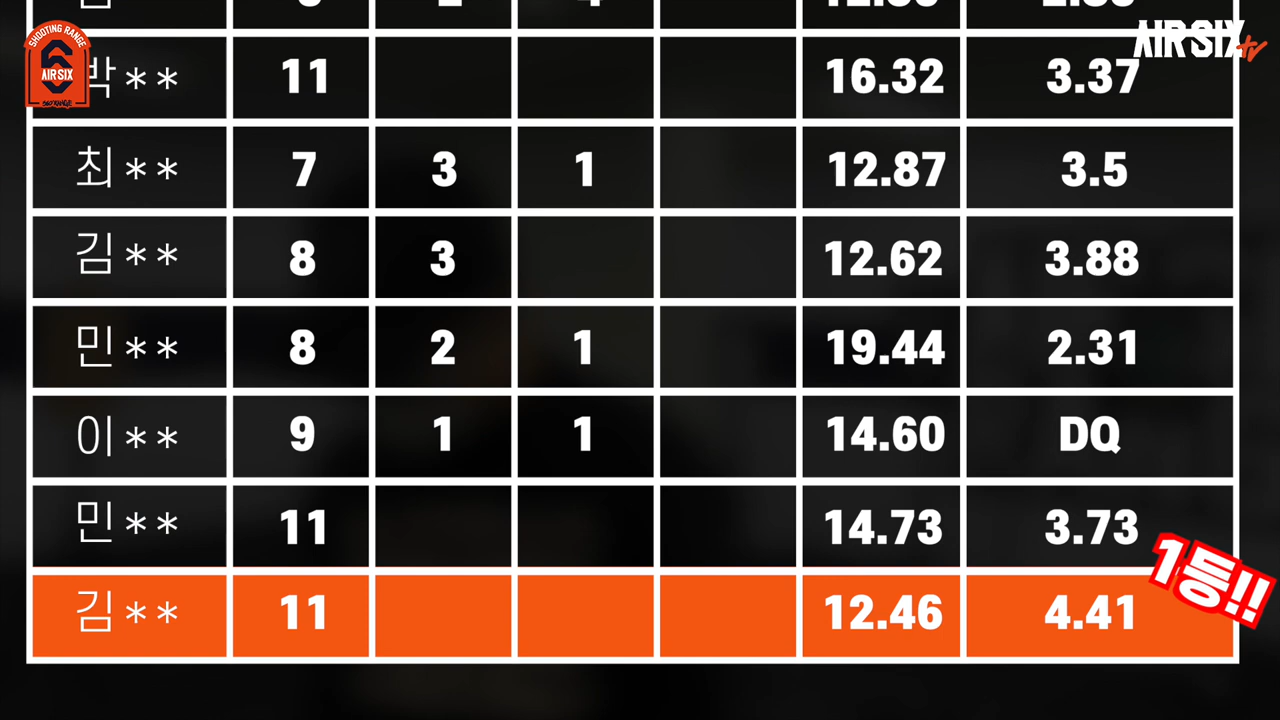 SHOOTING RANGE
AIRSIX
360° RANGE
AIRSIX tv
박** 11 16.32 3.37
최** 7 3 1 12.87 3.5
김** 8 3 12.62 3.88
민** 8 2 1 19.44 2.31
이** 9 1 1 14.60 DQ
민** 11 14.73 3.73
김** 11 12.46 4.41
1등!!